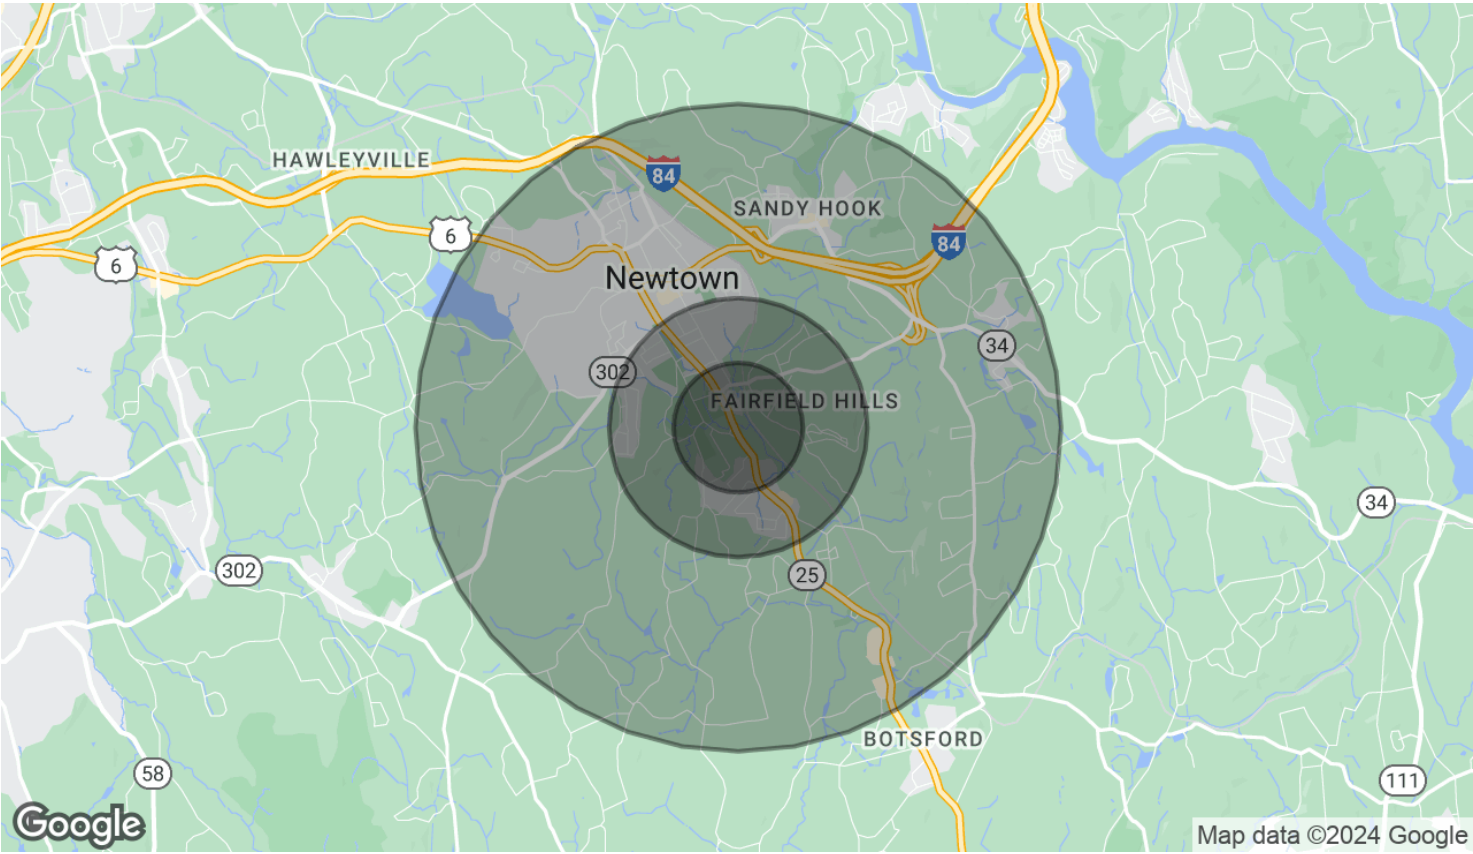 HAWLEYVILLE
84
SANDY HOOK
6
84
6
Newtown
34
302
FAIRFIELD HILLS
34
302
25
BOTSFORD
58
111
Google
Map data ©2024 Google